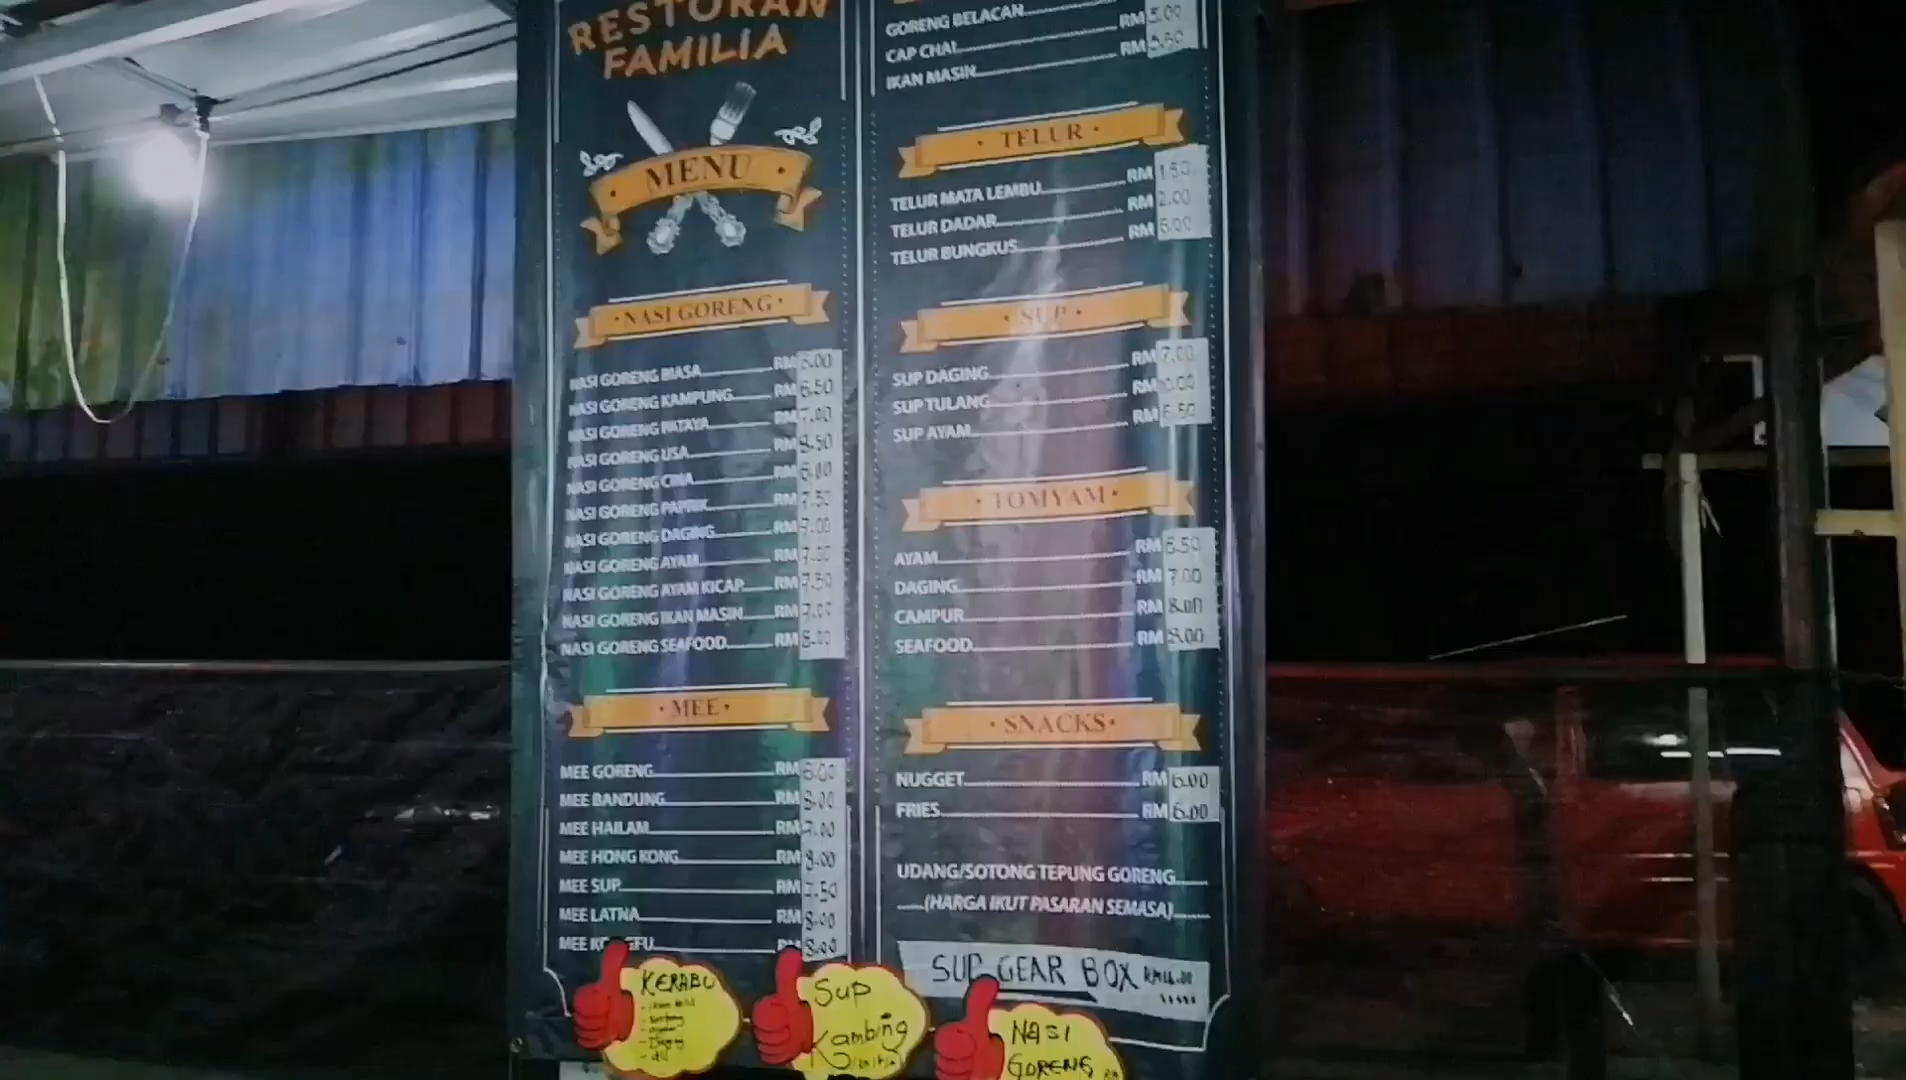 RESTORAN
FAMILIA
MENU
NASI GORENG
NASI GORENG BIASA RM
NASI GORENG KAMPUNG RM 6.50
NASI GORENG PATAYA RM 7.00
NASI GORENG USA RM 8.50
NASI GORENG CINA RM 6.00
NASI GORENG PAPRIK RM 7.50
NASI GORENG DAGING RM 7.00
NASI GORENG AYAM RM 7.00
NASI GORENG AYAM KICAP RM 7.50
NASI GORENG IKAN MASIN RM 7.00
NASI GORENG SEAFOOD RM
MEE
MEE GORENG RM 6.00
MEE BANDUNG RM 8.00
MEE HAILAM RM 7.00
MEE HONG KONG RM 8.00
MEE SUP RM 7.50
MEE LATNA RM 8.00
MEE RM 8.00
GORENG BELACAN
CAP CHAI RM 5.00
IKAN MASIN RM
TELUR
TELUR MATA LEMBU RM 1.50
TELUR DADAR RM 2.00
TELUR BUNGKUS RM 6.00
SUP
SUP DAGING RM 7.00
SUP TULANG RM
SUP AYAM RM 6.50
TOMYAM
AYAM RM 6.50
DAGING RM 7.00
CAMPUR RM 8.00
SEAFOOD RM 8.00
SNACKS
NUGGET RM 6.00
FRIES RM 6.00
UDANG/SOTONG TEPUNG GORENG
(HARGA IKUT PASARAN SEMASA)
SUP GEAR BOX
KERABU
Sup
Kambing
NASI
GORENG